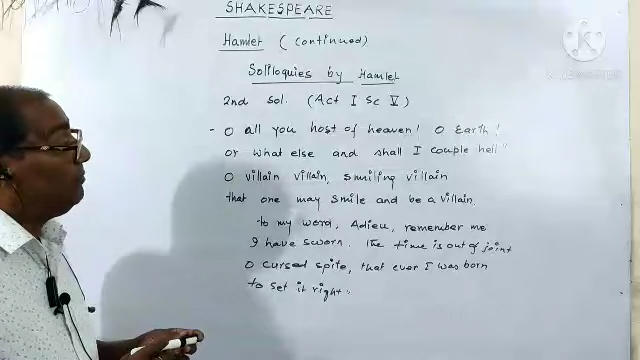 SHAKESPEARE
Hamlet (continued)
Soliloquies by Hamlet
2nd Sol. (Act I Sc V)
- O all you host of heaven! O Earth!
or what else and shall I couple hell?
O villain villain, smiling villain
that one may smile and be a villain.
to my word, Adieu, remember me
I have sworn. The time is out of joint
O cursed spite, that ever I was born
to set it right.
KINEMASTER